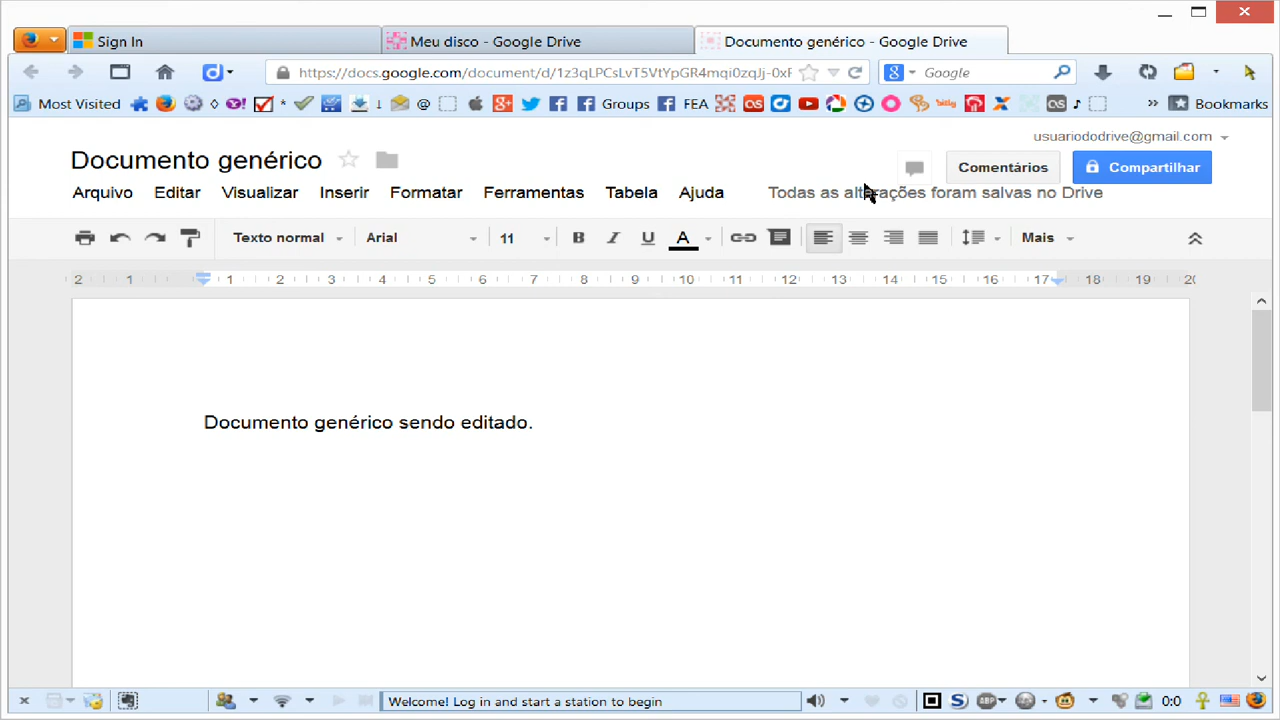 Sign In
Meu disco - Google Drive
Documento genérico - Google Drive
https://docs.google.com/document/d/1z3qLPCsLvT5VtYpGR4mqi0zqJj-0xF
Google
Most Visited
Groups
FEA
Bookmarks
usuariododrive@gmail.com
Documento genérico
Comentários
Compartilhar
Arquivo Editar Visualizar Inserir Formatar Ferramentas Tabela Ajuda Todas as alterações foram salvas no Drive
Texto normal Arial 11 B I U A Mais
2 1 1 2 3 4 5 6 7 8 9 10 11 12 13 14 15 16 17 18 19 20
Documento genérico sendo editado.
Welcome! Log in and start a station to begin
ABP
0:0